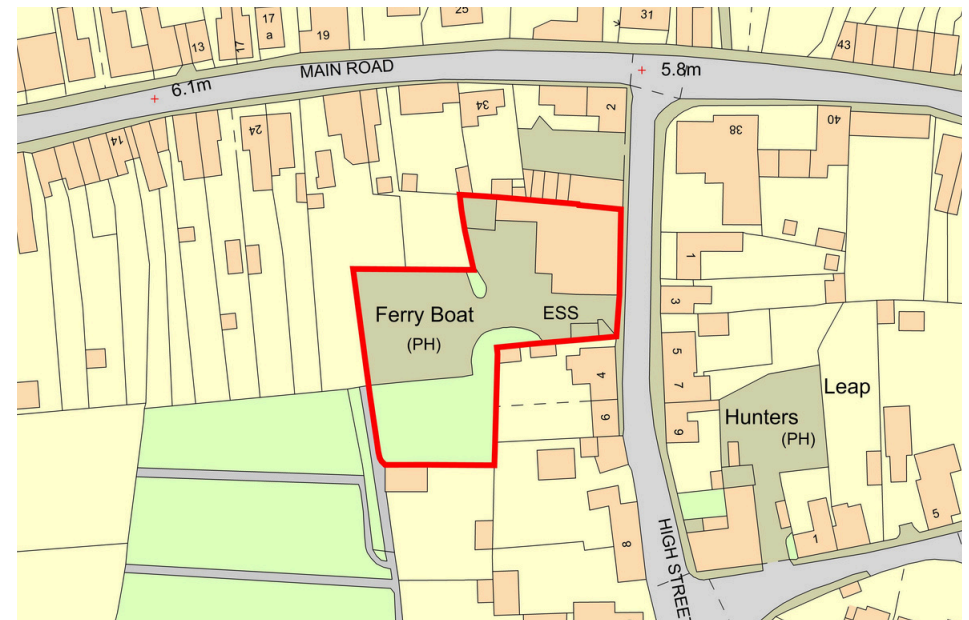 17
a
25
31
13
17
19
43
MAIN ROAD
5.8m
6.1m
34
2
14
24
38
40
1
3
Ferry Boat
(PH)
ESS
5
7
4
Leap
Hunters
(PH)
9
6
HIGH STREET
8
1
5